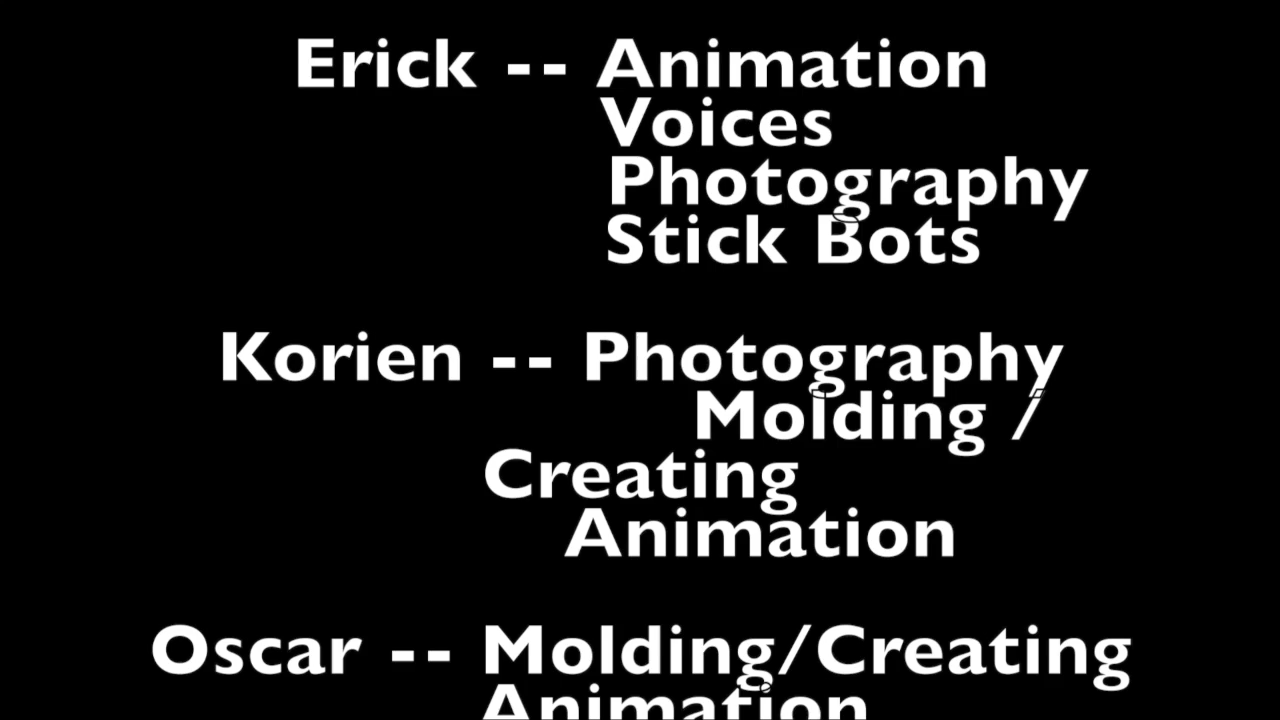 Erick -- Animation
Voices
Photography
Stick Bots
Korien -- Photography
Molding /
Creating
Animation
Oscar -- Molding/Creating
Animation